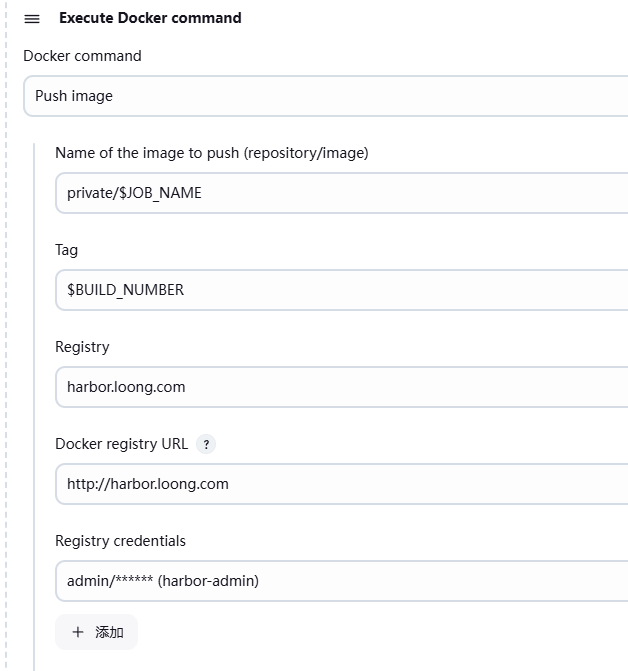 Execute Docker command
Docker command
Push image
Name of the image to push (repository/image)
private/$JOB_NAME
Tag
$BUILD_NUMBER
Registry
harbor.loong.com
Docker registry URL ?
http://harbor.loong.com
Registry credentials
admin/****** (harbor-admin)
+ 添加